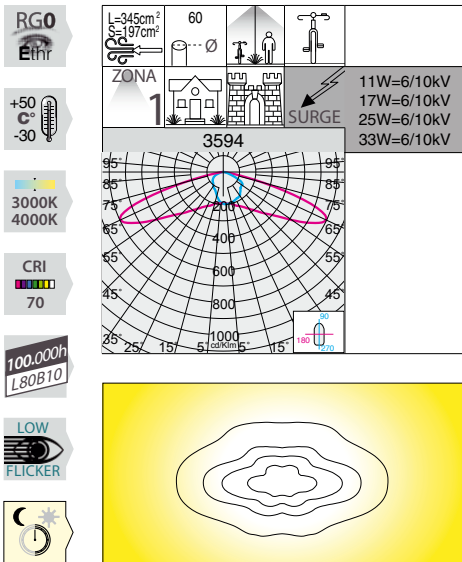 RG0
Ethr
+50
C°
-30
3000K
4000K
CRI
70
100.000h
L80B10
LOW
FLICKER
L=345cm²
S=197cm²
60
Ø
ZONA
1
SURGE
11W=6/10kV
17W=6/10kV
25W=6/10kV
33W=6/10kV
3594
95° 95°
85° 85°
75° 75°
200
65° 65°
400
600
45° 45°
800
1000
cd/Klm
35° 25° 15° 5° 5° 15° 25° 35°
90
180
270